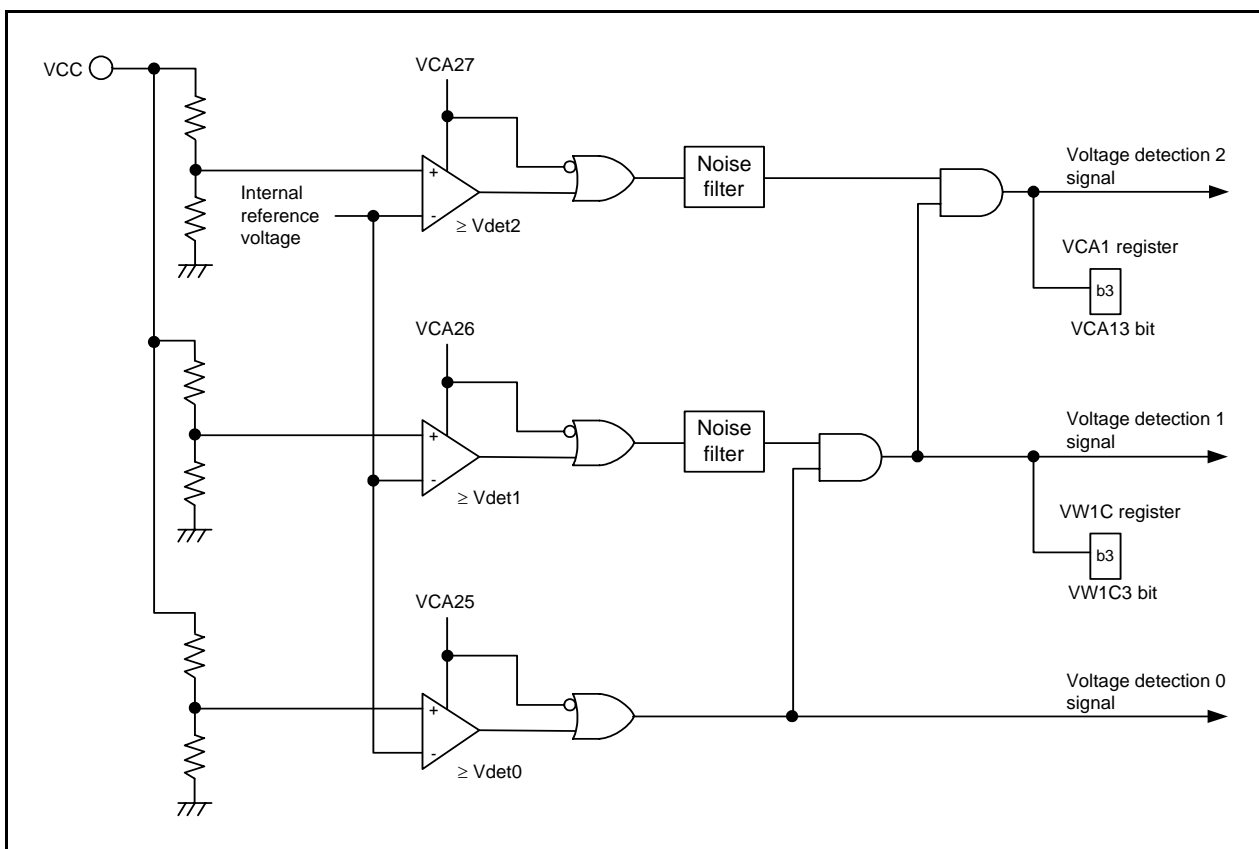 VCC
VCA27
+
-
Internal
reference
voltage
≥ Vdet2
Noise
filter
Voltage detection 2
signal
VCA1 register
b3
VCA13 bit
VCA26
+
-
≥ Vdet1
Noise
filter
Voltage detection 1
signal
VW1C register
b3
VW1C3 bit
VCA25
+
-
≥ Vdet0
Voltage detection 0
signal